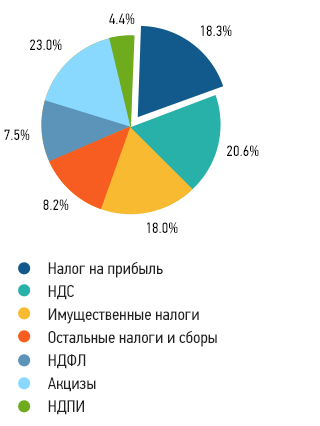 4.4%
18.3%
23.0%
7.5%
20.6%
8.2%
18.0%
Налог на прибыль
НДС
Имущественные налоги
Остальные налоги и сборы
НДФЛ
Акцизы
НДПИ